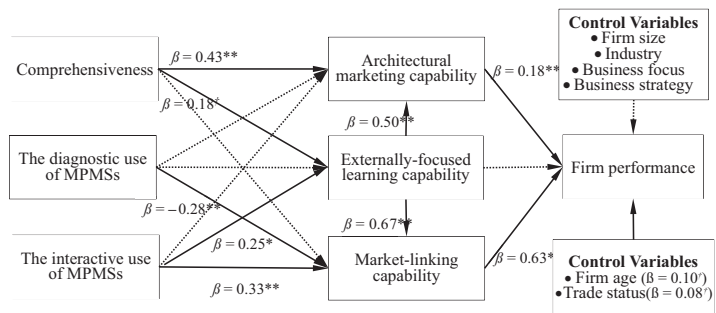 Control Variables
● Firm size
● Industry
● Business focus
● Business strategy
β = 0.43**
Comprehensiveness
Architectural
marketing capability
β = 0.18**
β = 0.18*
β = 0.50**
The diagnostic use
of MPMSs
Externally-focused
learning capability
Firm performance
β = −0.28**
β = 0.67**
β = 0.25*
The interactive use
of MPMSs
Market-linking
capability
β = 0.63*
β = 0.33**
Control Variables
● Firm age (ß = 0.10
● Trade status(ß = 0.08